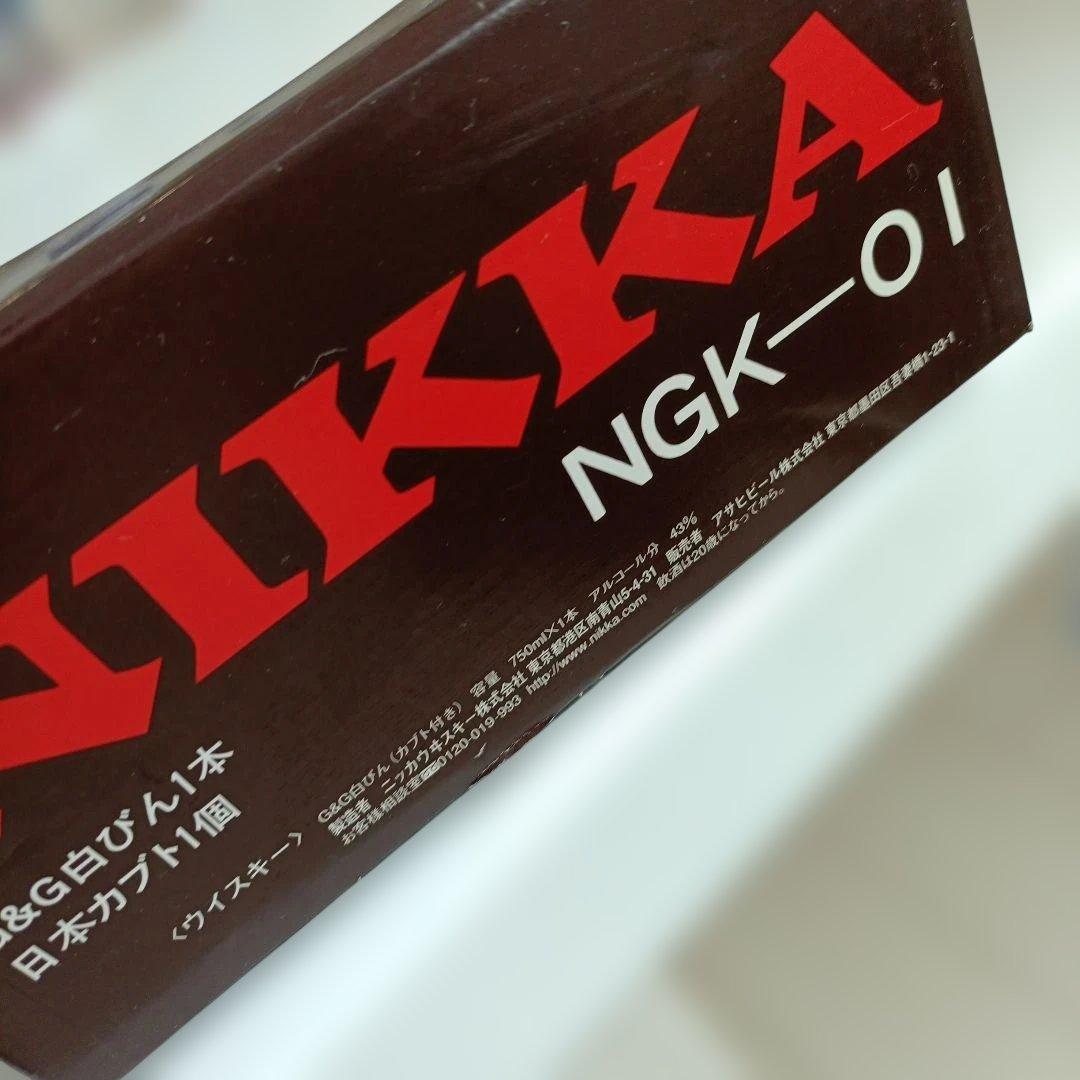 NIKKA
NGK-01
G&G白びん1本
日本カブト1個
〈ウイスキー〉
G&G白びん(カブト付き) 容量 750ml×1本 アルコール分 43%
製造者 ニッカウヰスキー株式会社 東京都港区南青山5-4-31 販売者 アサヒビール株式会社 東京都墨田区吾妻橋1-23-1
お客様相談室 0120-019-993 http://www.nikka.com 飲酒は20歳になってから。